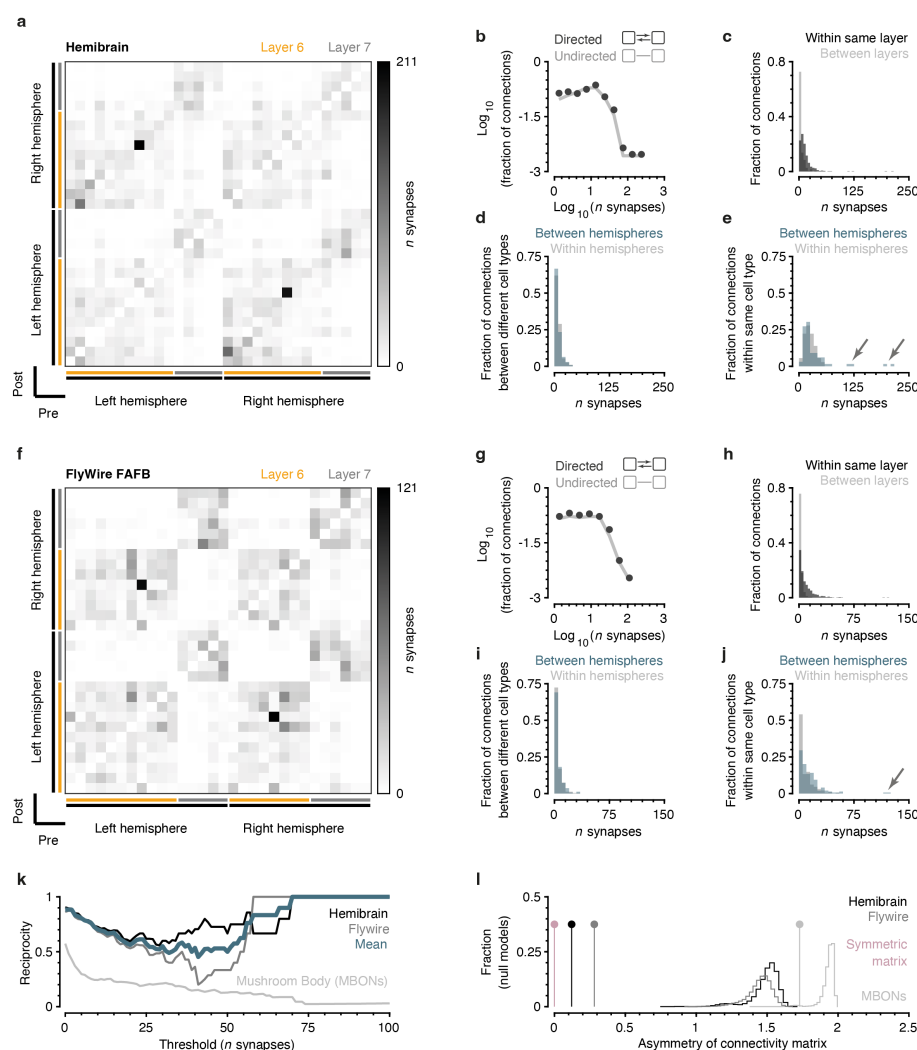 a
Hemibrain
Layer 6
Layer 7
211
0
n synapses
Right hemisphere
Left hemisphere
Post
Pre
Left hemisphere
Right hemisphere
b
Directed
Undirected
Log10
(fraction of connections)
0
-1.5
-3
0 1 2 3
Log10(n synapses)
c
Within same layer
Between layers
Fraction of connections
0.8
0.4
0
0 125 250
n synapses
d
Between hemispheres
Within hemispheres
Fraction of connections
between different cell types
0.75
0.5
0.25
0
0 125 250
n synapses
e
Between hemispheres
Within hemispheres
Fraction of connections
within same cell type
0.75
0.5
0.25
0
0 125 250
n synapses
f
FlyWire FAFB
Layer 6
Layer 7
121
0
n synapses
Right hemisphere
Left hemisphere
Post
Pre
Left hemisphere
Right hemisphere
g
Directed
Undirected
Log10
(fraction of connections)
0
-1.5
-3
0 1 2 3
Log10(n synapses)
h
Within same layer
Between layers
Fraction of connections
0.8
0.4
0
0 75 150
n synapses
i
Between hemispheres
Within hemispheres
Fraction of connections
between different cell types
0.75
0.5
0.25
0
0 75 150
n synapses
j
Between hemispheres
Within hemispheres
Fraction of connections
within same cell type
0.75
0.5
0.25
0
0 75 150
n synapses
k
Reciprocity
1
0.5
0
Hemibrain
Flywire
Mean
Mushroom Body (MBONs)
0 25 50 75 100
Threshold (n synapses)
l
Fraction
(null models)
0.5
0.25
0
Hemibrain
Flywire
Symmetric
matrix
MBONs
0 0.5 1 1.5 2 2.5
Asymmetry of connectivity matrix